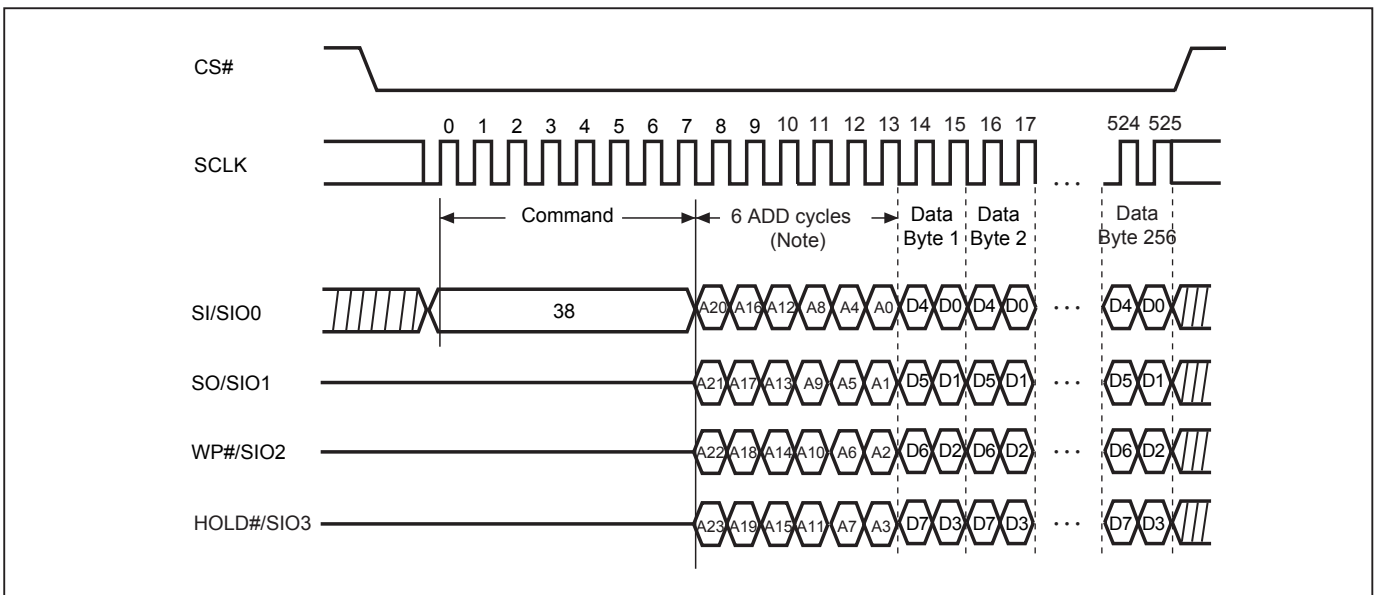 CS#
0 1 2 3 4 5 6 7 8 9 10 11 12 13 14 15 16 17 524 525
SCLK
...
Command 6 ADD cycles (Note) Data Byte 1 Data Byte 2 Data Byte 256
SI/SIO0 38 A20 A16 A12 A8 A4 A0 D4 D0 D4 D0 ... D4 D0
SO/SIO1 A21 A17 A13 A9 A5 A1 D5 D1 D5 D1 ... D5 D1
WP#/SIO2 A22 A18 A14 A10 A6 A2 D6 D2 D6 D2 ... D6 D2
HOLD#/SIO3 A23 A19 A15 A11 A7 A3 D7 D3 D7 D3 ... D7 D3